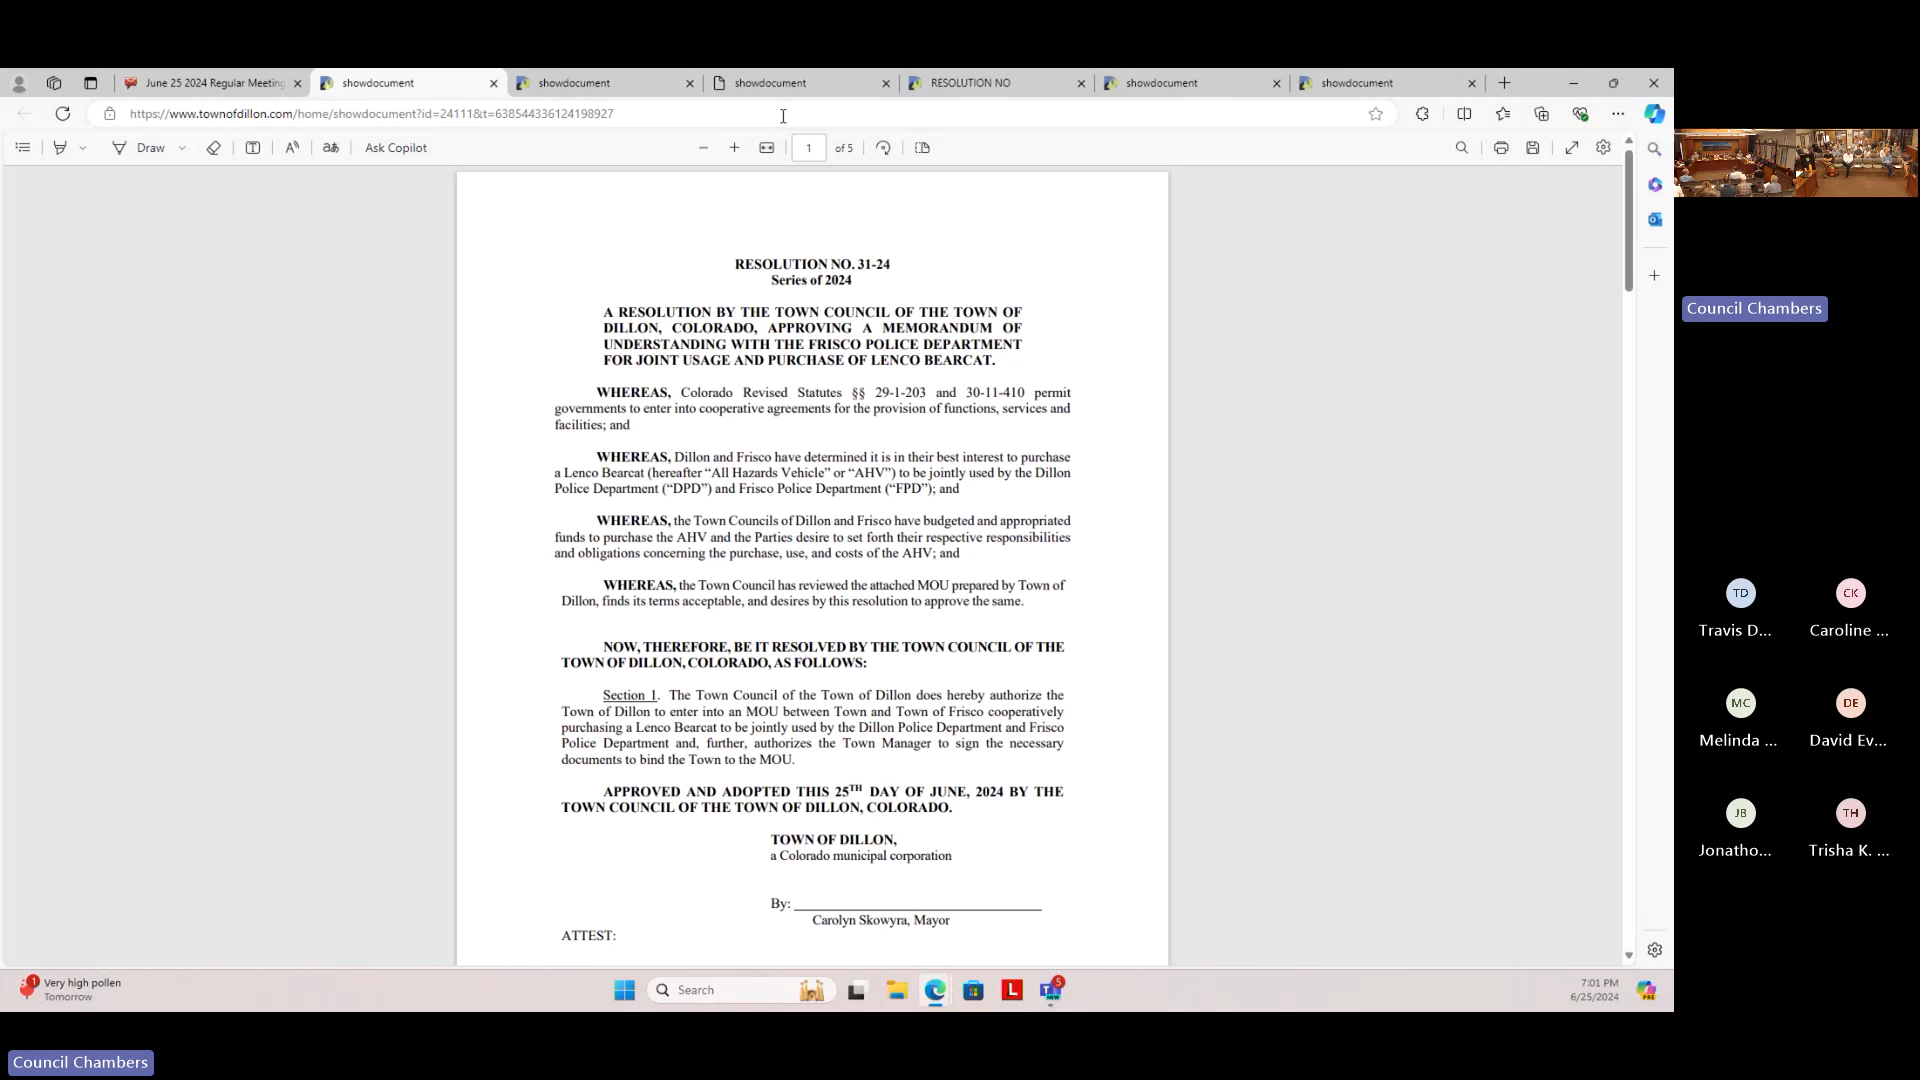 June 25 2024 Regular Meeting
showdocument
showdocument
showdocument
RESOLUTION NO
showdocument
showdocument
https://www.townofdillon.com/home/showdocument?id=24111&t=638544336124198927
Draw
Ask Copilot
1 of 5
RESOLUTION NO. 31-24
Series of 2024
A RESOLUTION BY THE TOWN COUNCIL OF THE TOWN OF
DILLON, COLORADO, APPROVING A MEMORANDUM OF
UNDERSTANDING WITH THE FRISCO POLICE DEPARTMENT
FOR JOINT USAGE AND PURCHASE OF LENCO BEARCAT.
WHEREAS, Colorado Revised Statutes §§ 29-1-203 and 30-11-410 permit
governments to enter into cooperative agreements for the provision of functions, services and
facilities; and
WHEREAS, Dillon and Frisco have determined it is in their best interest to purchase
a Lenco Bearcat (hereafter “All Hazards Vehicle” or “AHV”) to be jointly used by the Dillon
Police Department (“DPD”) and Frisco Police Department (“FPD”); and
WHEREAS, the Town Councils of Dillon and Frisco have budgeted and appropriated
funds to purchase the AHV and the Parties desire to set forth their respective responsibilities
and obligations concerning the purchase, use, and costs of the AHV; and
WHEREAS, the Town Council has reviewed the attached MOU prepared by Town of
Dillon, finds its terms acceptable, and desires by this resolution to approve the same.
NOW, THEREFORE, BE IT RESOLVED BY THE TOWN COUNCIL OF THE
TOWN OF DILLON, COLORADO, AS FOLLOWS:
Section 1. The Town Council of the Town of Dillon does hereby authorize the
Town of Dillon to enter into an MOU between Town and Town of Frisco cooperatively
purchasing a Lenco Bearcat to be jointly used by the Dillon Police Department and Frisco
Police Department and, further, authorizes the Town Manager to sign the necessary
documents to bind the Town to the MOU.
APPROVED AND ADOPTED THIS 25TH DAY OF JUNE, 2024 BY THE
TOWN COUNCIL OF THE TOWN OF DILLON, COLORADO.
TOWN OF DILLON,
a Colorado municipal corporation
By:
Carolyn Skowyra, Mayor
ATTEST:
Council Chambers
TD
CK
Travis D...
Caroline ...
MC
DE
Melinda ...
David Ev...
JB
TH
Jonatho...
Trisha K. ...
1
Very high pollen
Tomorrow
Search
L
5
NEW
PRE
7:01 PM
6/25/2024
Council Chambers